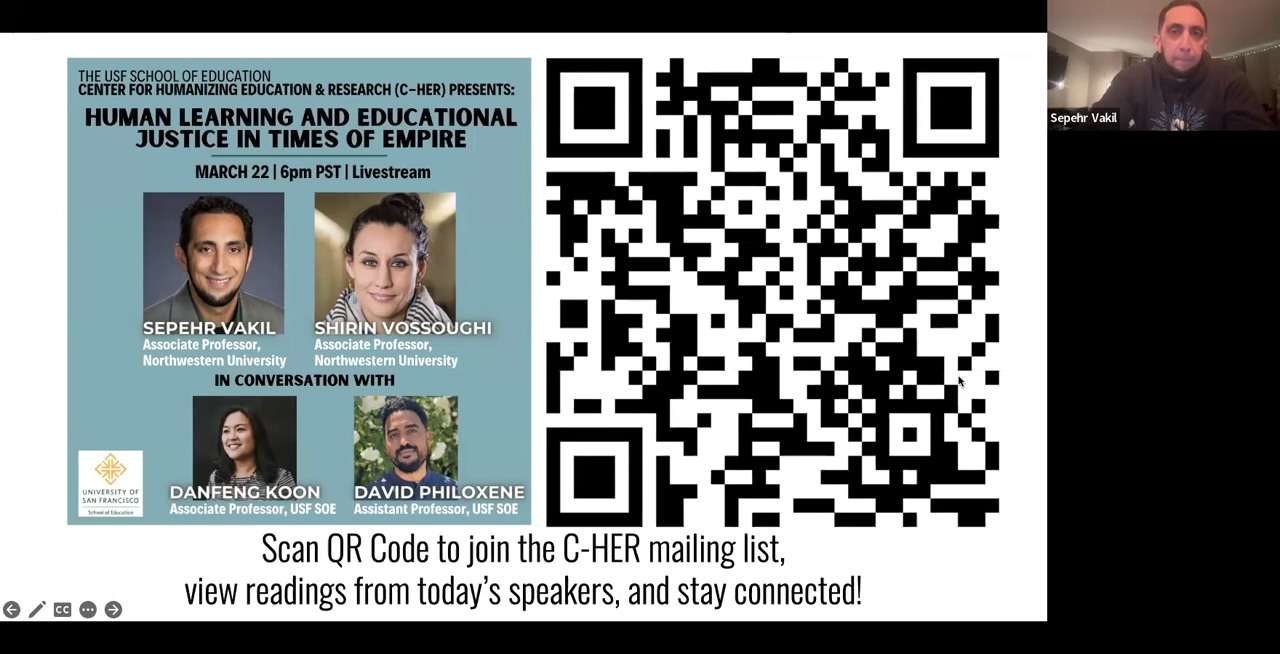 THE USF SCHOOL OF EDUCATION
CENTER FOR HUMANIZING EDUCATION & RESEARCH (C-HER) PRESENTS:
HUMAN LEARNING AND EDUCATIONAL
JUSTICE IN TIMES OF EMPIRE
MARCH 22 | 6pm PST | Livestream
SEPEHR VAKIL
Associate Professor,
Northwestern University
SHIRIN VOSSOUGHI
Associate Professor,
Northwestern University
IN CONVERSATION WITH
DANFENG KOON
Associate Professor, USF SOE
DAVID PHILOXENE
Assistant Professor, USF SOE
UNIVERSITY OF
SAN FRANCISCO
School of Education
Scan QR Code to join the C-HER mailing list,
view readings from today's speakers, and stay connected!
CC
Sepehr Vakil